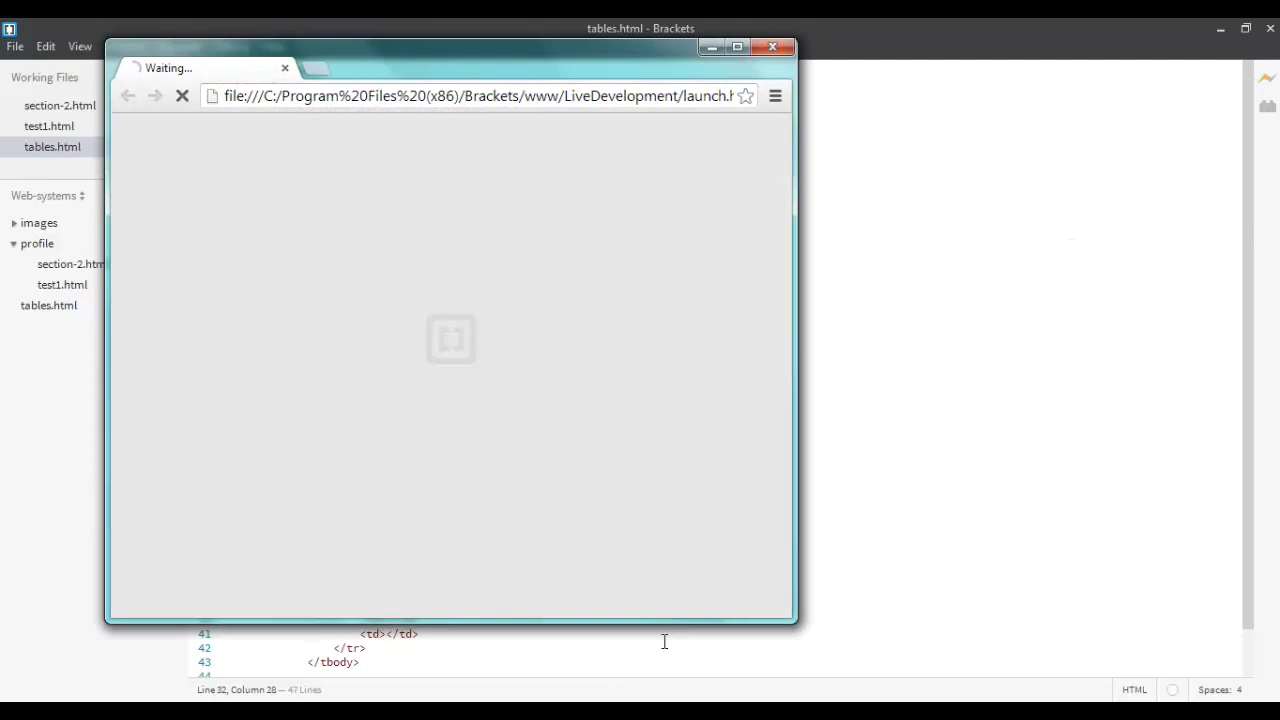 tables.html - Brackets
File Edit View
Waiting...
Working Files
file:///C:/Program%20Files%20(x86)/Brackets/www/LiveDevelopment/launch.h
section-2.html
test1.html
tables.html
Web-systems
images
profile
section-2.htm
test1.html
tables.html
41 <td></td>
42 </tr>
43 </tbody>
44
Line 32, Column 28 — 47 Lines
HTML
Spaces: 4